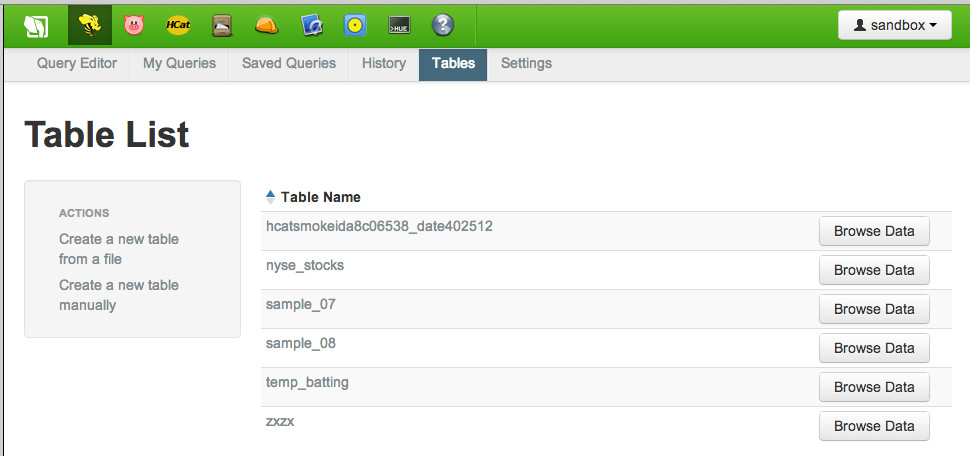 HCat
>HUE
?
sandbox
Query Editor My Queries Saved Queries History Tables Settings
Table List
ACTIONS
Create a new table
from a file
Create a new table
manually
Table Name
hcatsmokeida8c06538_date402512 Browse Data
nyse_stocks Browse Data
sample_07 Browse Data
sample_08 Browse Data
temp_batting Browse Data
zxzx Browse Data